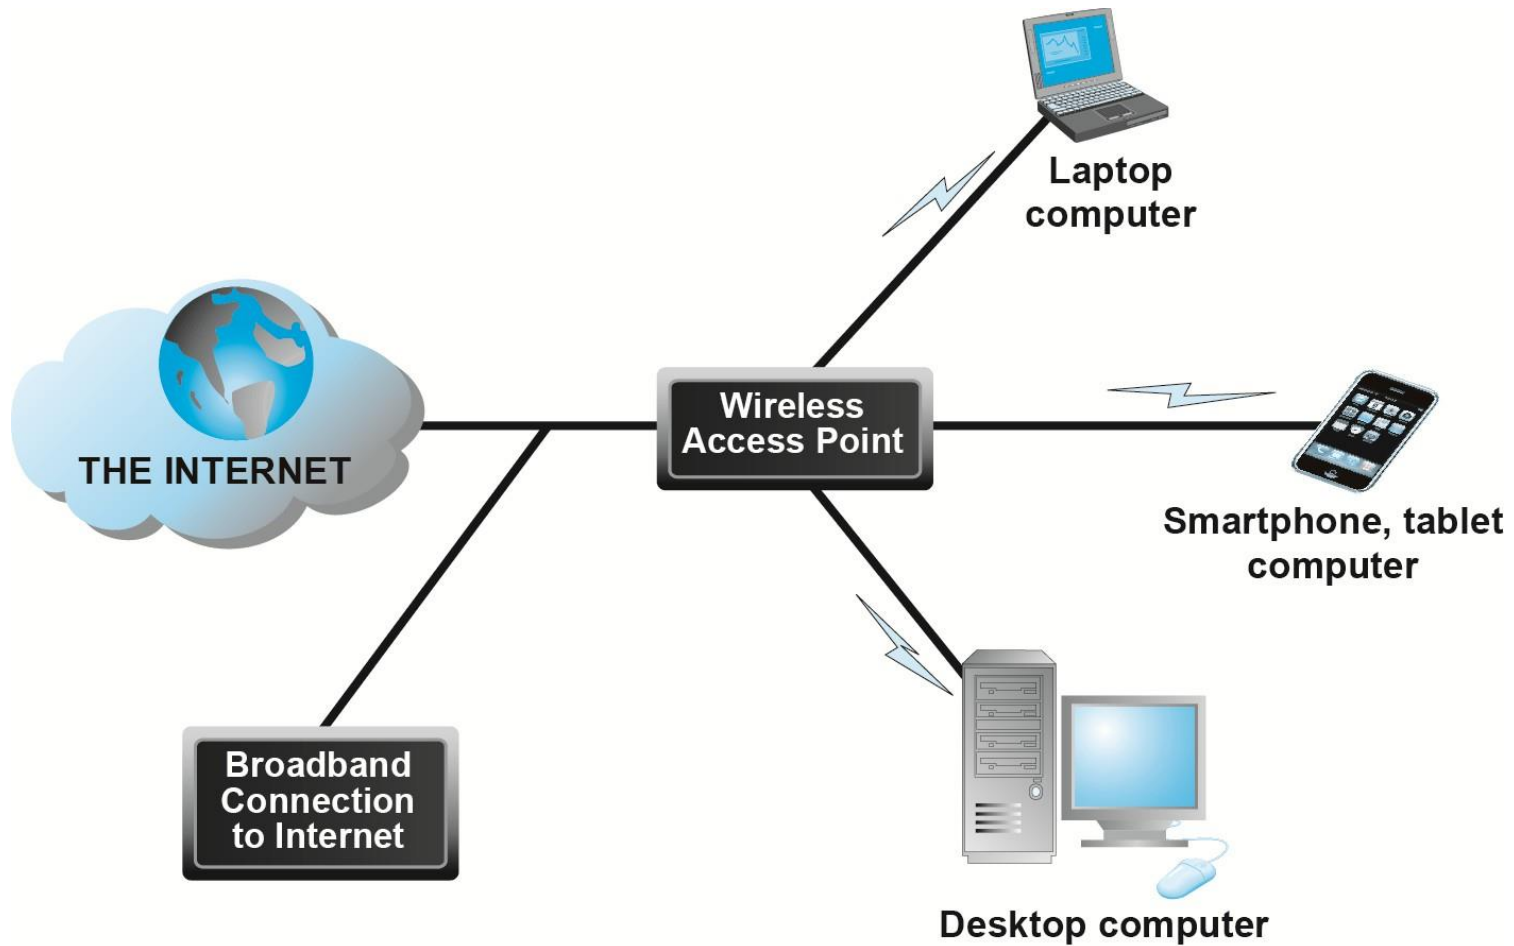 Laptop
computer
THE INTERNET
Wireless
Access Point
Smartphone, tablet
computer
Broadband
Connection
to Internet
Desktop computer